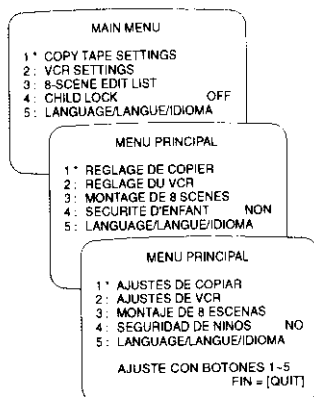 MAIN MENU
1* COPY TAPE SETTINGS
2: VCR SETTINGS
3: 8-SCENE EDIT LIST
4: CHILD LOCK OFF
5: LANGUAGE/LANGUE/IDIOMA
MENU PRINCIPAL
1* REGLAGE DE COPIER
2: REGLAGE DU VCR
3: MONTAGE DE 8 SCENES
4: SECURITE D'ENFANT NON
5: LANGUAGE/LANGUE/IDIOMA
MENU PRINCIPAL
1* AJUSTES DE COPIAR
2: AJUSTES DE VCR
3: MONTAJE DE 8 ESCENAS
4: SEGURIDAD DE NINOS NO
5: LANGUAGE/LANGUE/IDIOMA
AJUSTE CON BOTONES 1~5
FIN = [QUIT]